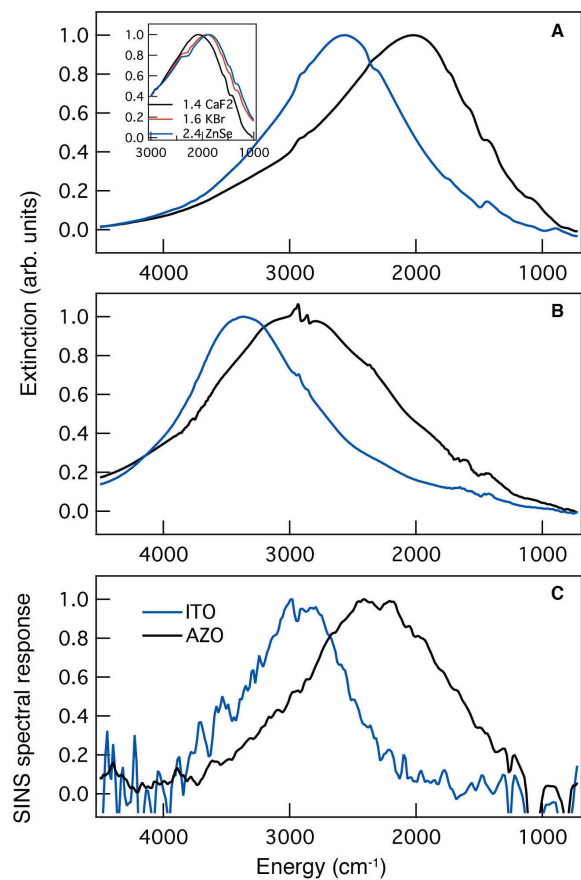 A
1.0
0.8
0.6
0.4
0.2
0.0
1.0
0.8
0.6
0.4
0.2
0.0
1.4 CaF2
1.6 KBr
2.4 ZnSe
3000 2000 1000
4000 3000 2000 1000
Extinction (arb. units)
B
1.0
0.8
0.6
0.4
0.2
0.0
4000 3000 2000 1000
C
SINS spectral response
1.0
0.8
0.6
0.4
0.2
0.0
ITO
AZO
4000 3000 2000 1000
Energy (cm⁻¹)